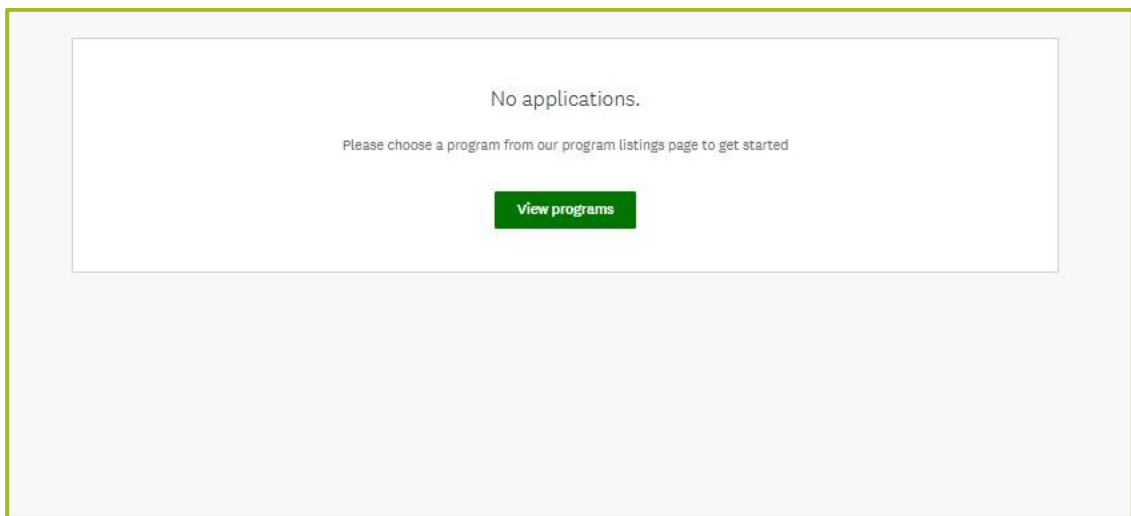 No applications.
Please choose a program from our program listings page to get started
View programs